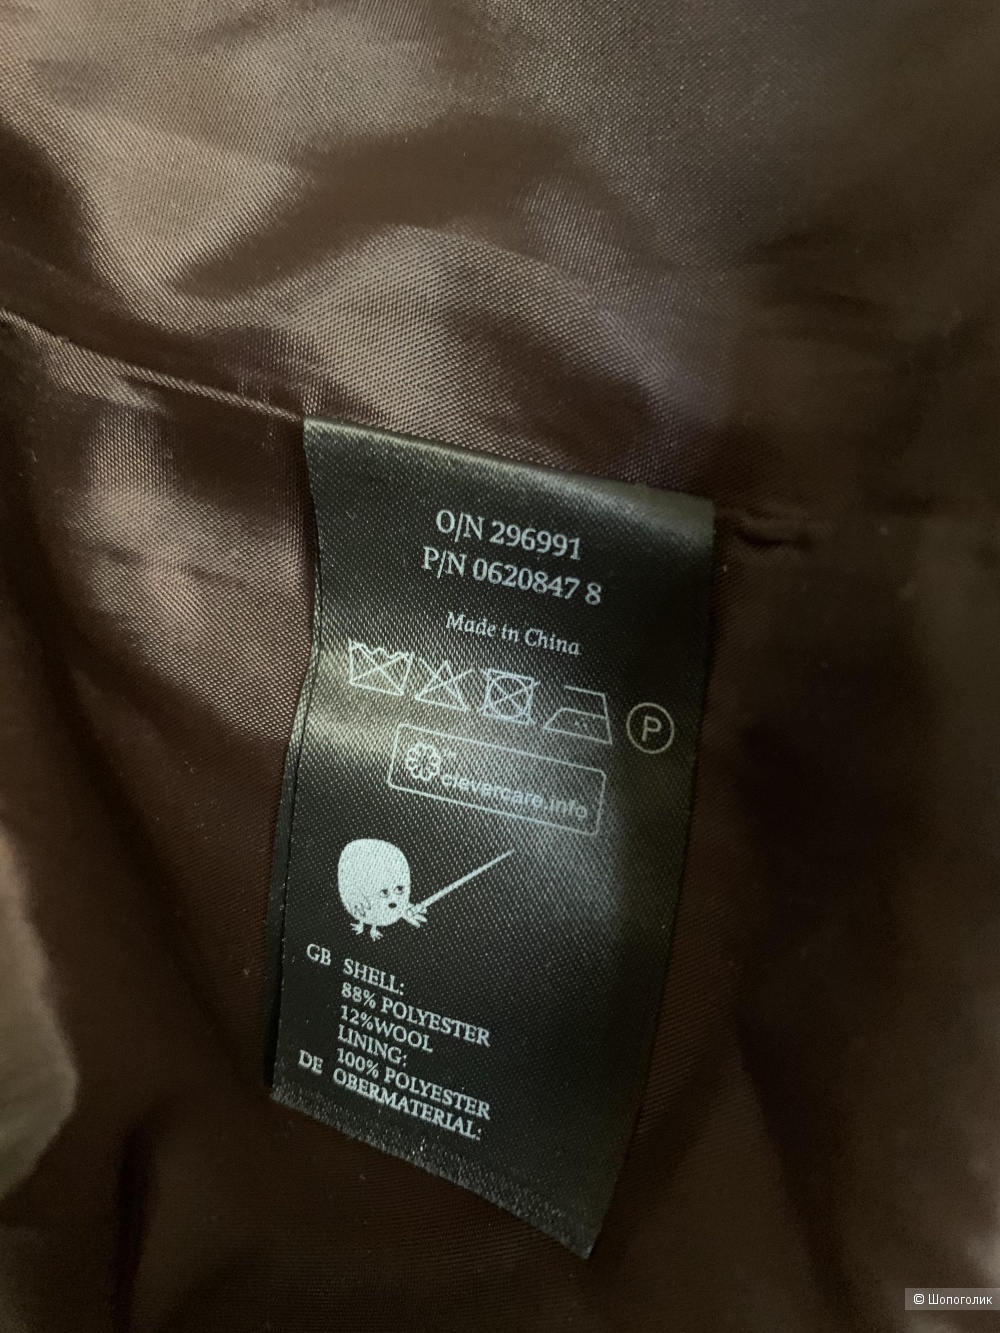 O/N 296991
P/N 0620847 8
Made in China
P
clevercare.info
GB SHELL:
88% POLYESTER
12%WOOL
LINING:
100% POLYESTER
DE OBERMATERIAL:
© Шопоголик